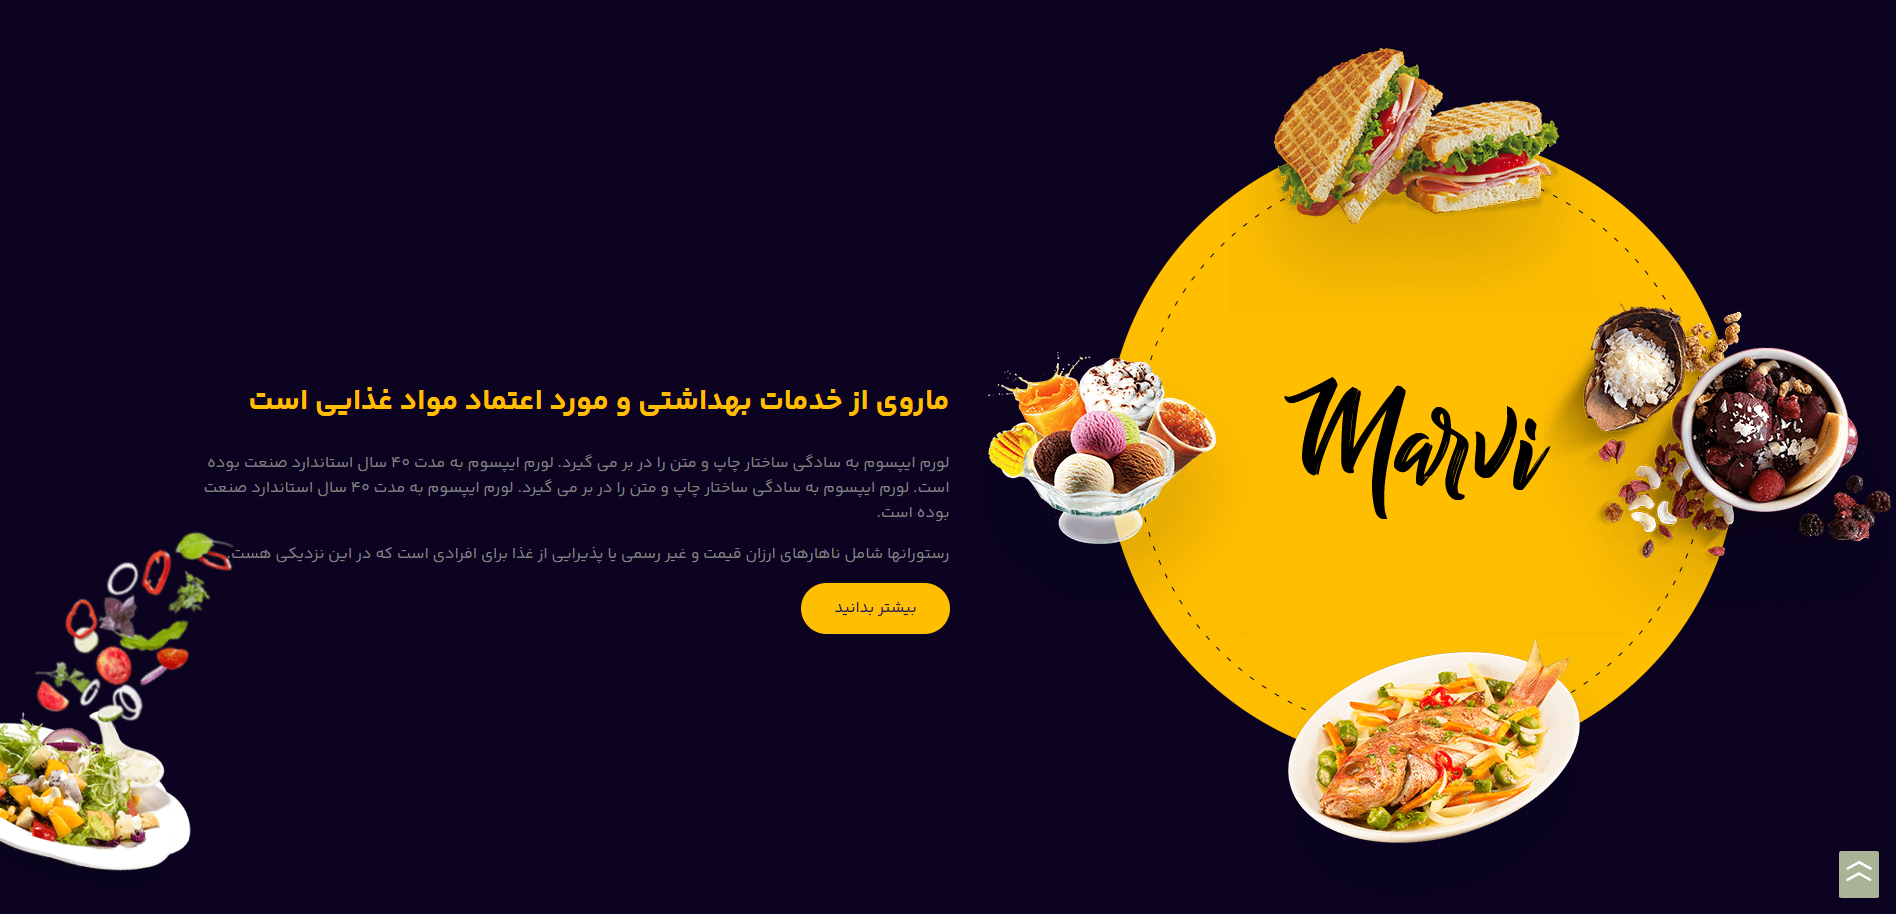 Marvi
ماروی از خدمات بهداشتی و مورد اعتماد مواد غذایی است
لورم ایپسوم به سادگی ساختار چاپ و متن را در بر می گیرد. لورم ایپسوم به مدت ۴۰ سال استاندارد صنعت بوده
است. لورم ایپسوم به سادگی ساختار چاپ و متن را در بر می گیرد. لورم ایپسوم به مدت ۴۰ سال استاندارد صنعت
بوده است.
رستورانها شامل ناهارهای ارزان قیمت و غیر رسمی یا پذیرایی از غذا برای افرادی است که در این نزدیکی هست.
بیشتر بدانید